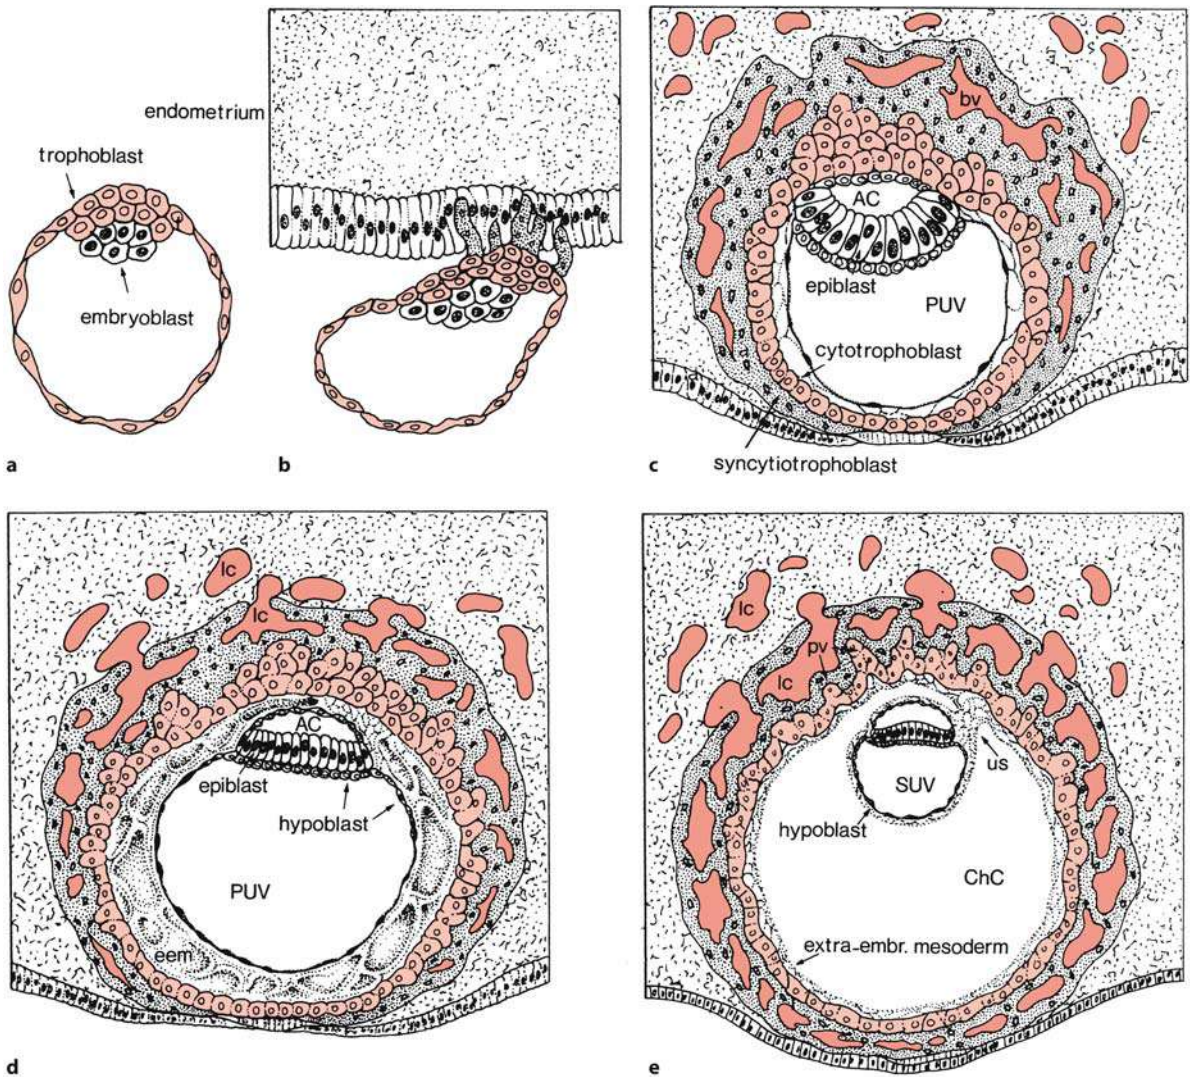 endometrium
trophoblast
embryoblast
a
b
bv
AC
epiblast
PUV
cytotrophoblast
syncytiotrophoblast
c
lc
lc
AC
epiblast
hypoblast
PUV
eem
d
lc
pv
lc
us
SUV
hypoblast
ChC
extra-embr. mesoderm
e